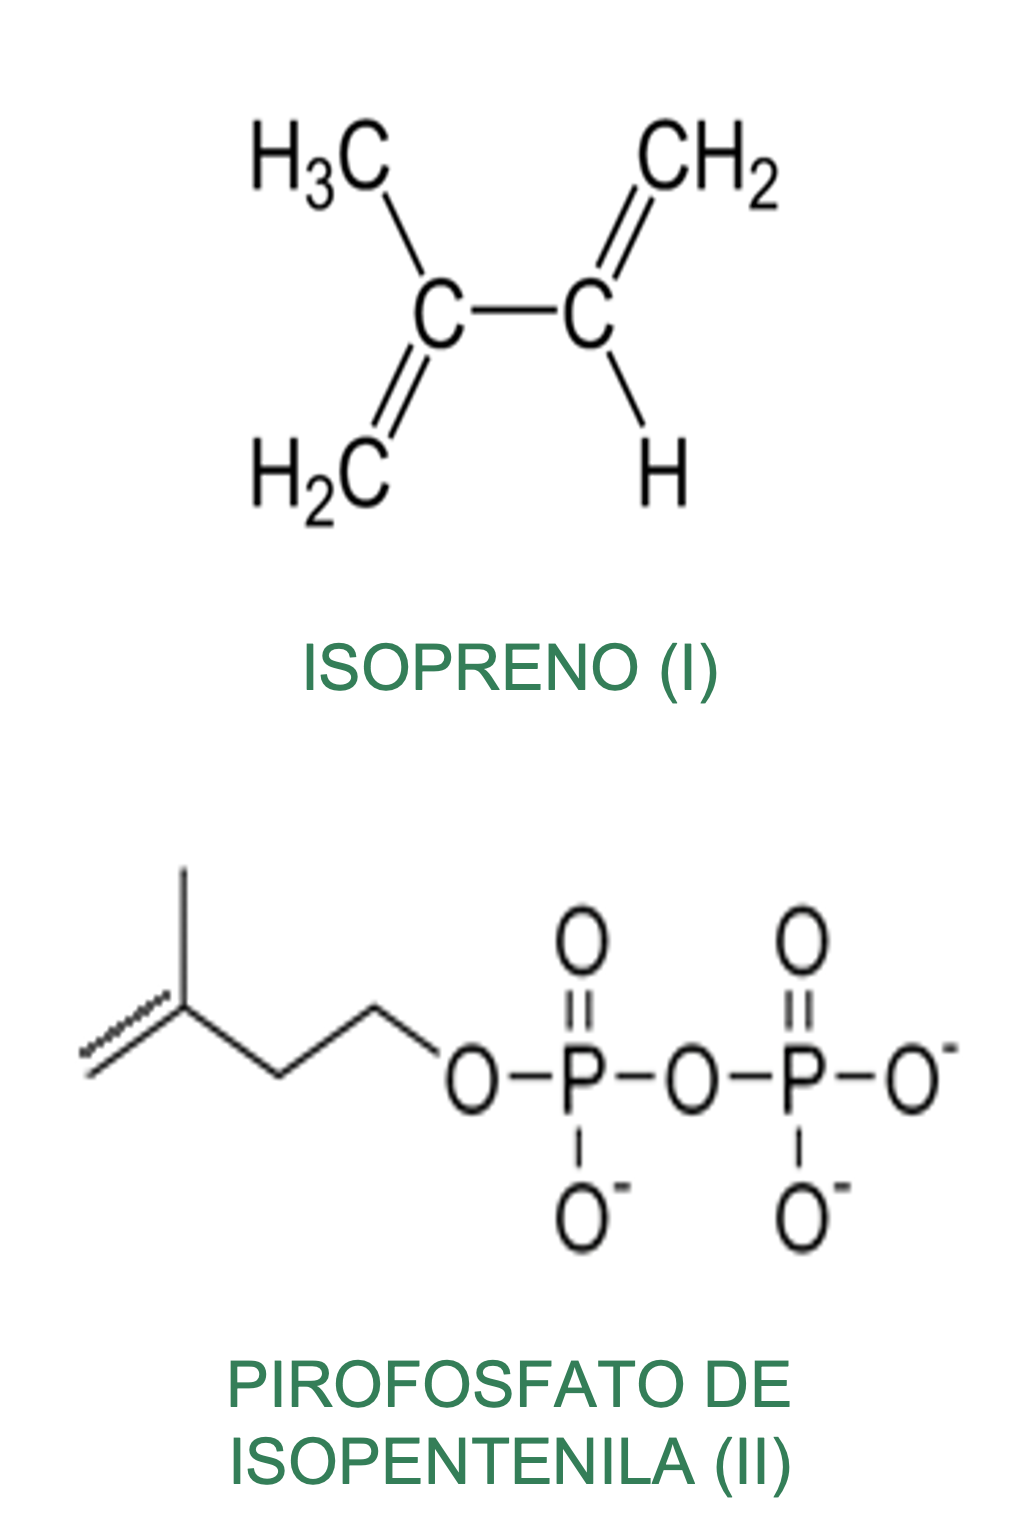 H₃C CH₂
C C
H₂C H
ISOPRENO (I)
O O
O P O P O⁻
O⁻ O⁻
PIROFOSFATO DE
ISOPENTENILA (II)